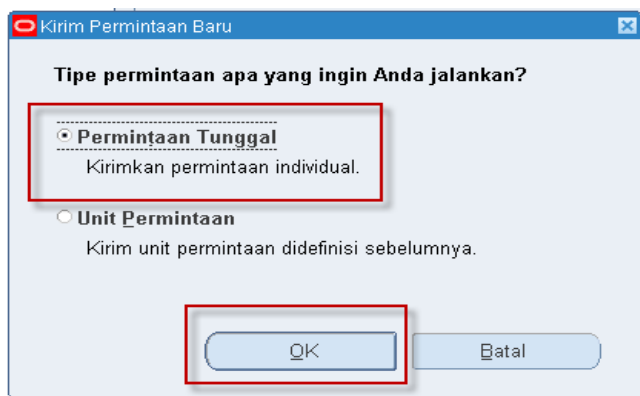 Kirim Permintaan Baru
Tipe permintaan apa yang ingin Anda jalankan?
Permintaan Tunggal
Kirimkan permintaan individual.
Unit Permintaan
Kirim unit permintaan didefinisi sebelumnya.
OK
Batal